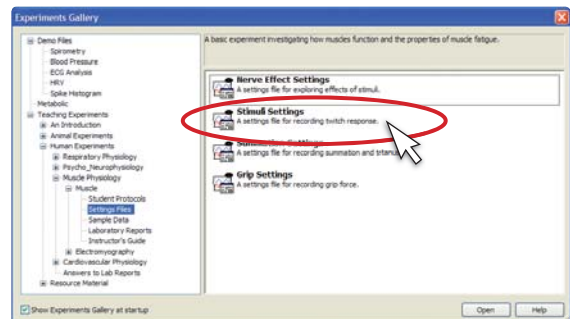 Experiments Gallery
Demo Files
Spirometry
Blood Pressure
ECG Analysis
HRV
Spike Histogram
Metabolic
Teaching Experiments
An Introduction
Animal Experiments
Human Experiments
Respiratory Physiology
Psycho_Neurophysiology
Muscle Physiology
Muscle
Student Protocols
Settings Files
Sample Data
Laboratory Reports
Instructor's Guide
Electromyography
Cardiovascular Physiology
Answers to Lab Reports
Resource Material
A basic experiment investigating how muscles function and the properties of muscle fatigue.
Nerve Effect Settings
A settings file for exploring effects of stimuli.
Stimuli Settings
A settings file for recording twitch response.
A settings file for recording summation and
Grip Settings
A settings file for recording grip force.
Show Experiments Gallery at startup
Open
Help